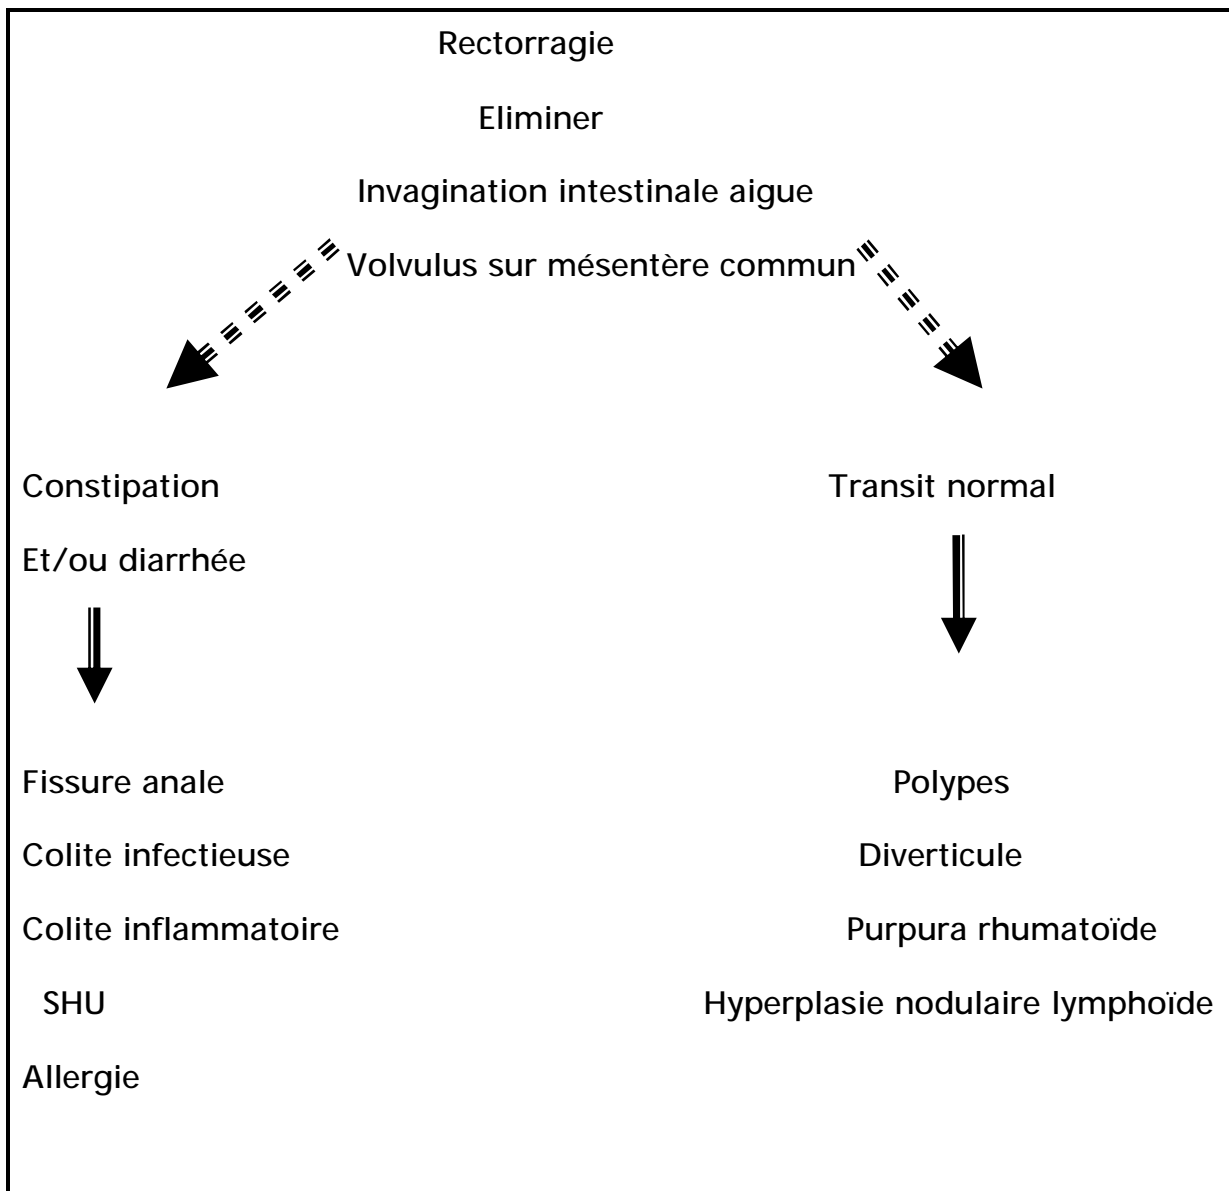 Rectorragie
Eliminer
Invagination intestinale aigue
Volvulus sur mésentère commun
Constipation
Et/ou diarrhée
Transit normal
Fissure anale
Colite infectieuse
Colite inflammatoire
SHU
Allergie
Polypes
Diverticule
Purpura rhumatoïde
Hyperplasie nodulaire lymphoïde